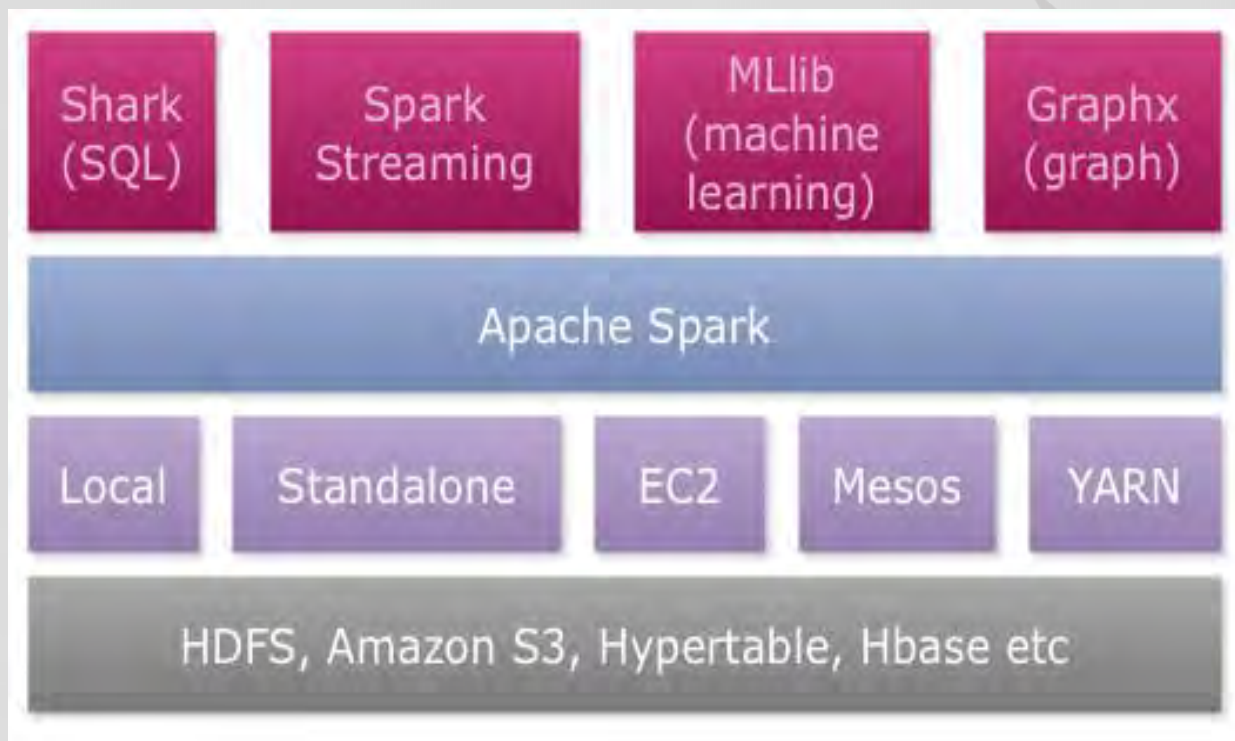 Shark
(SQL)
Spark
Streaming
MLlib
(machine
learning)
Graphx
(graph)
Apache Spark
Local
Standalone
EC2
Mesos
YARN
HDFS, Amazon S3, Hypertable, Hbase etc